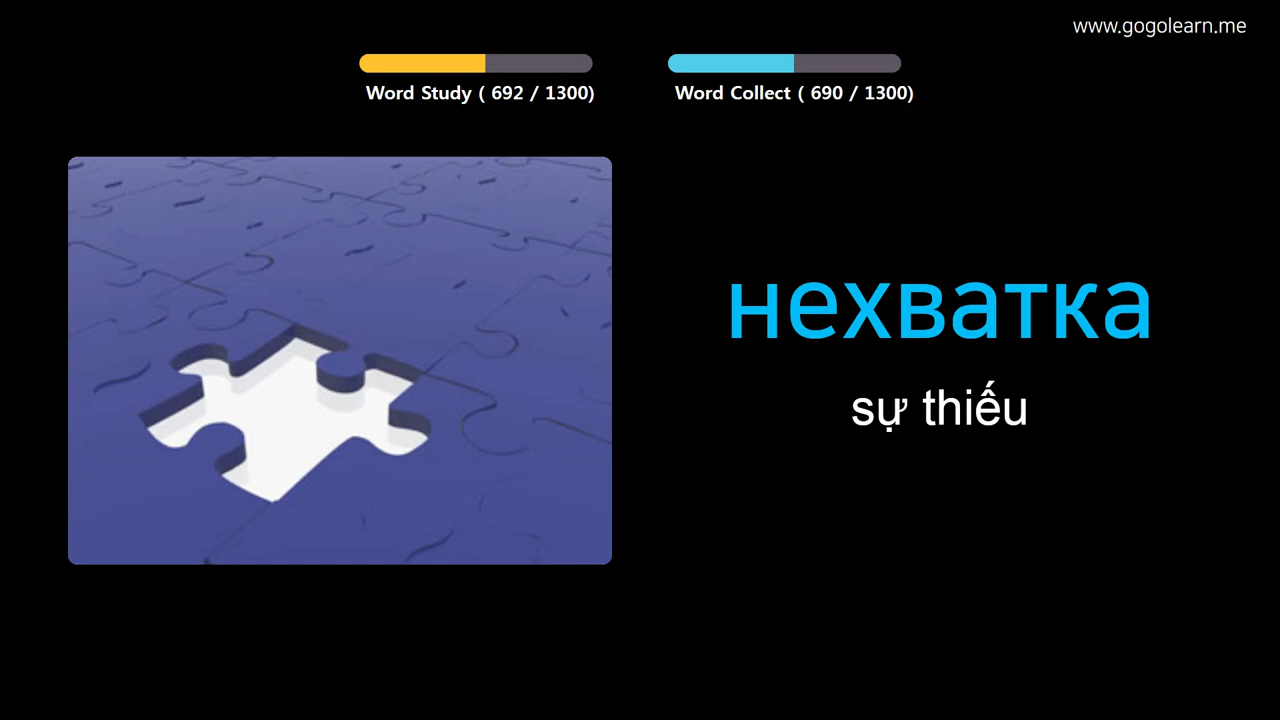 www.gogolearn.me
Word Study ( 692 / 1300)
Word Collect ( 690 / 1300)
нехватка
sự thiếu